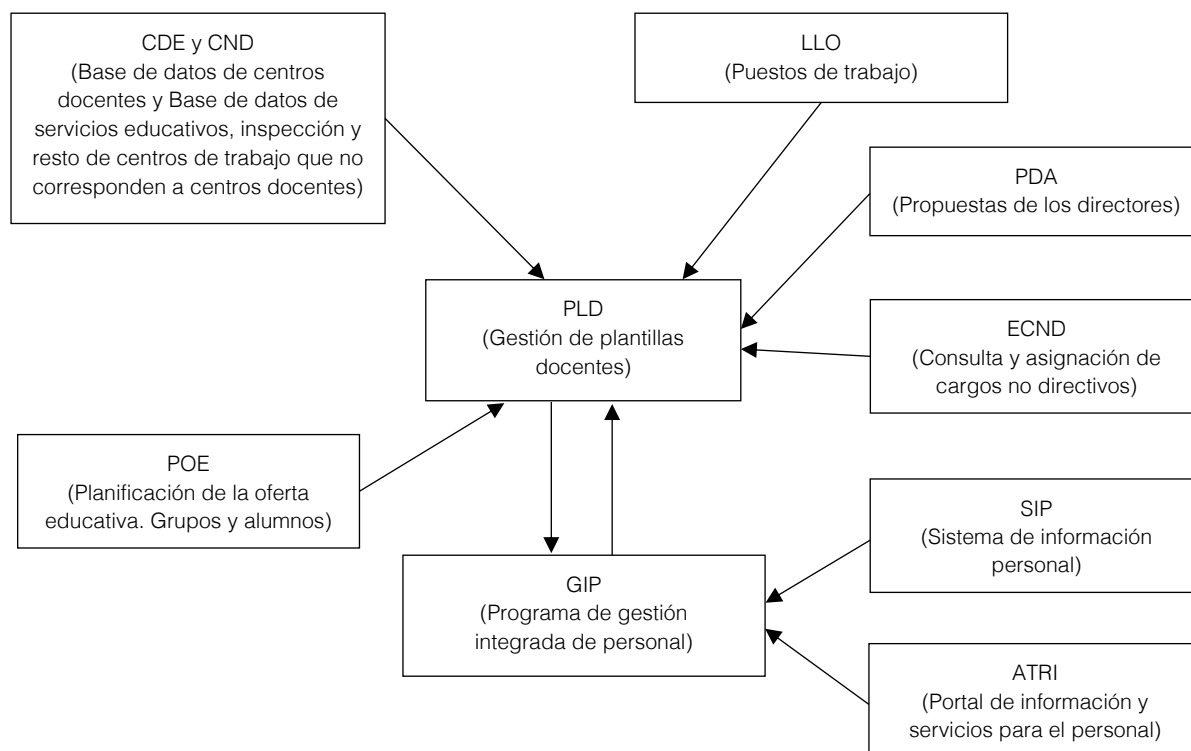 CDE y CND
(Base de datos de centros
docentes y Base de datos de
servicios educativos, inspección y
resto de centros de trabajo que no
corresponden a centros docentes)
LLO
(Puestos de trabajo)
PDA
(Propuestas de los directores)
PLD
(Gestión de plantillas
docentes)
ECND
(Consulta y asignación de
cargos no directivos)
POE
(Planificación de la oferta
educativa. Grupos y alumnos)
SIP
(Sistema de información
personal)
GIP
(Programa de gestión
integrada de personal)
ATRI
(Portal de información y
servicios para el personal)